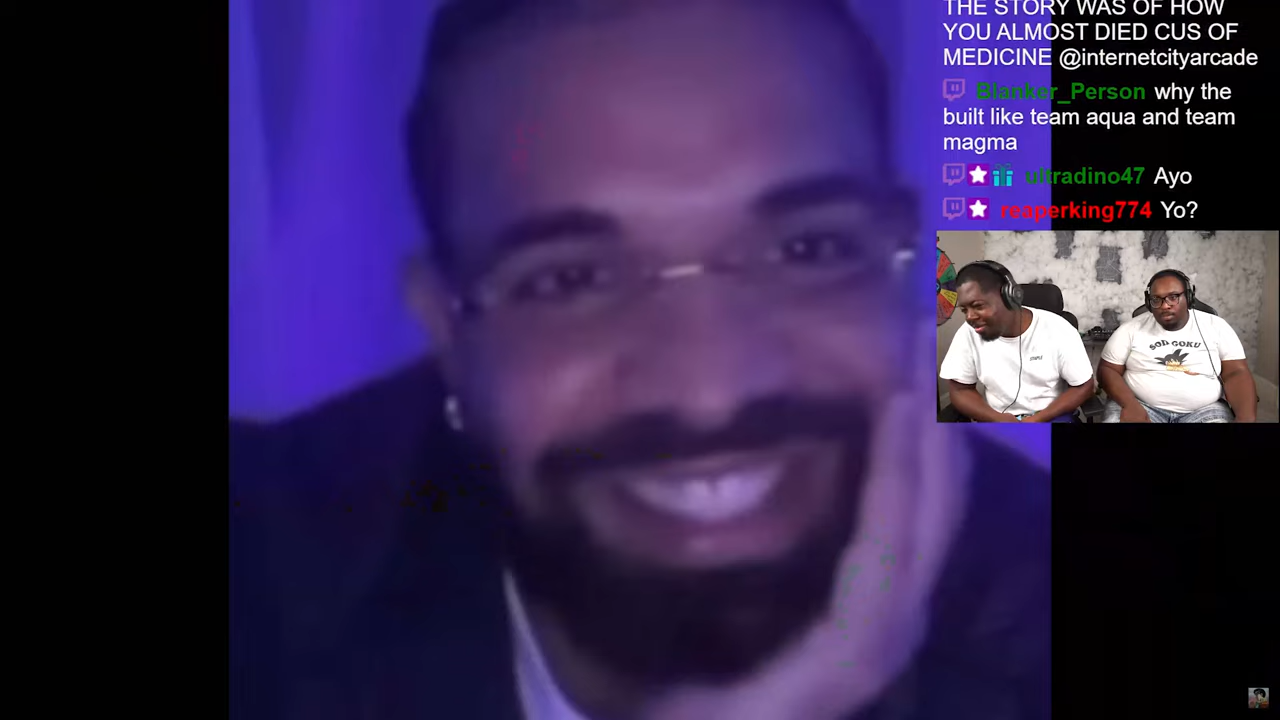 THE STORY WAS OF HOW
YOU ALMOST DIED CUS OF
MEDICINE @internetcityarcade
Blanker_Person why the
built like team aqua and team
magma
ultradino47 Ayo
reaperking774 Yo?
SON GOKU